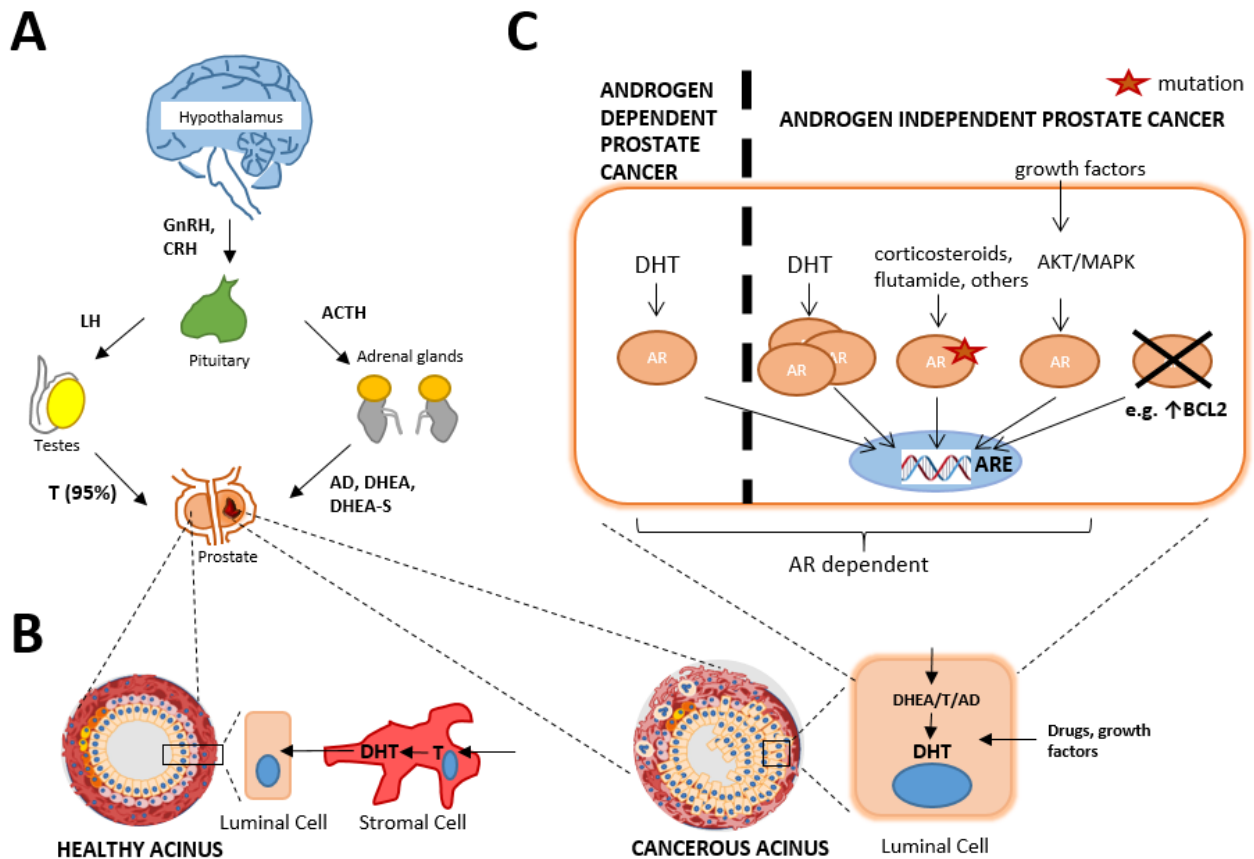 A
Hypothalamus
GnRH,
CRH
LH
ACTH
Pituitary
Adrenal glands
Testes
T (95%)
AD, DHEA,
DHEA-S
Prostate
B
DHT
T
Luminal Cell
Stromal Cell
HEALTHY ACINUS
C
mutation
ANDROGEN
DEPENDENT
PROSTATE
CANCER
ANDROGEN INDEPENDENT PROSTATE CANCER
growth factors
DHT
DHT
corticosteroids,
flutamide, others
AKT/MAPK
AR
AR
AR
AR
AR
e.g. ↑BCL2
ARE
AR dependent
DHEA/T/AD
DHT
Drugs, growth
factors
CANCEROUS ACINUS
Luminal Cell